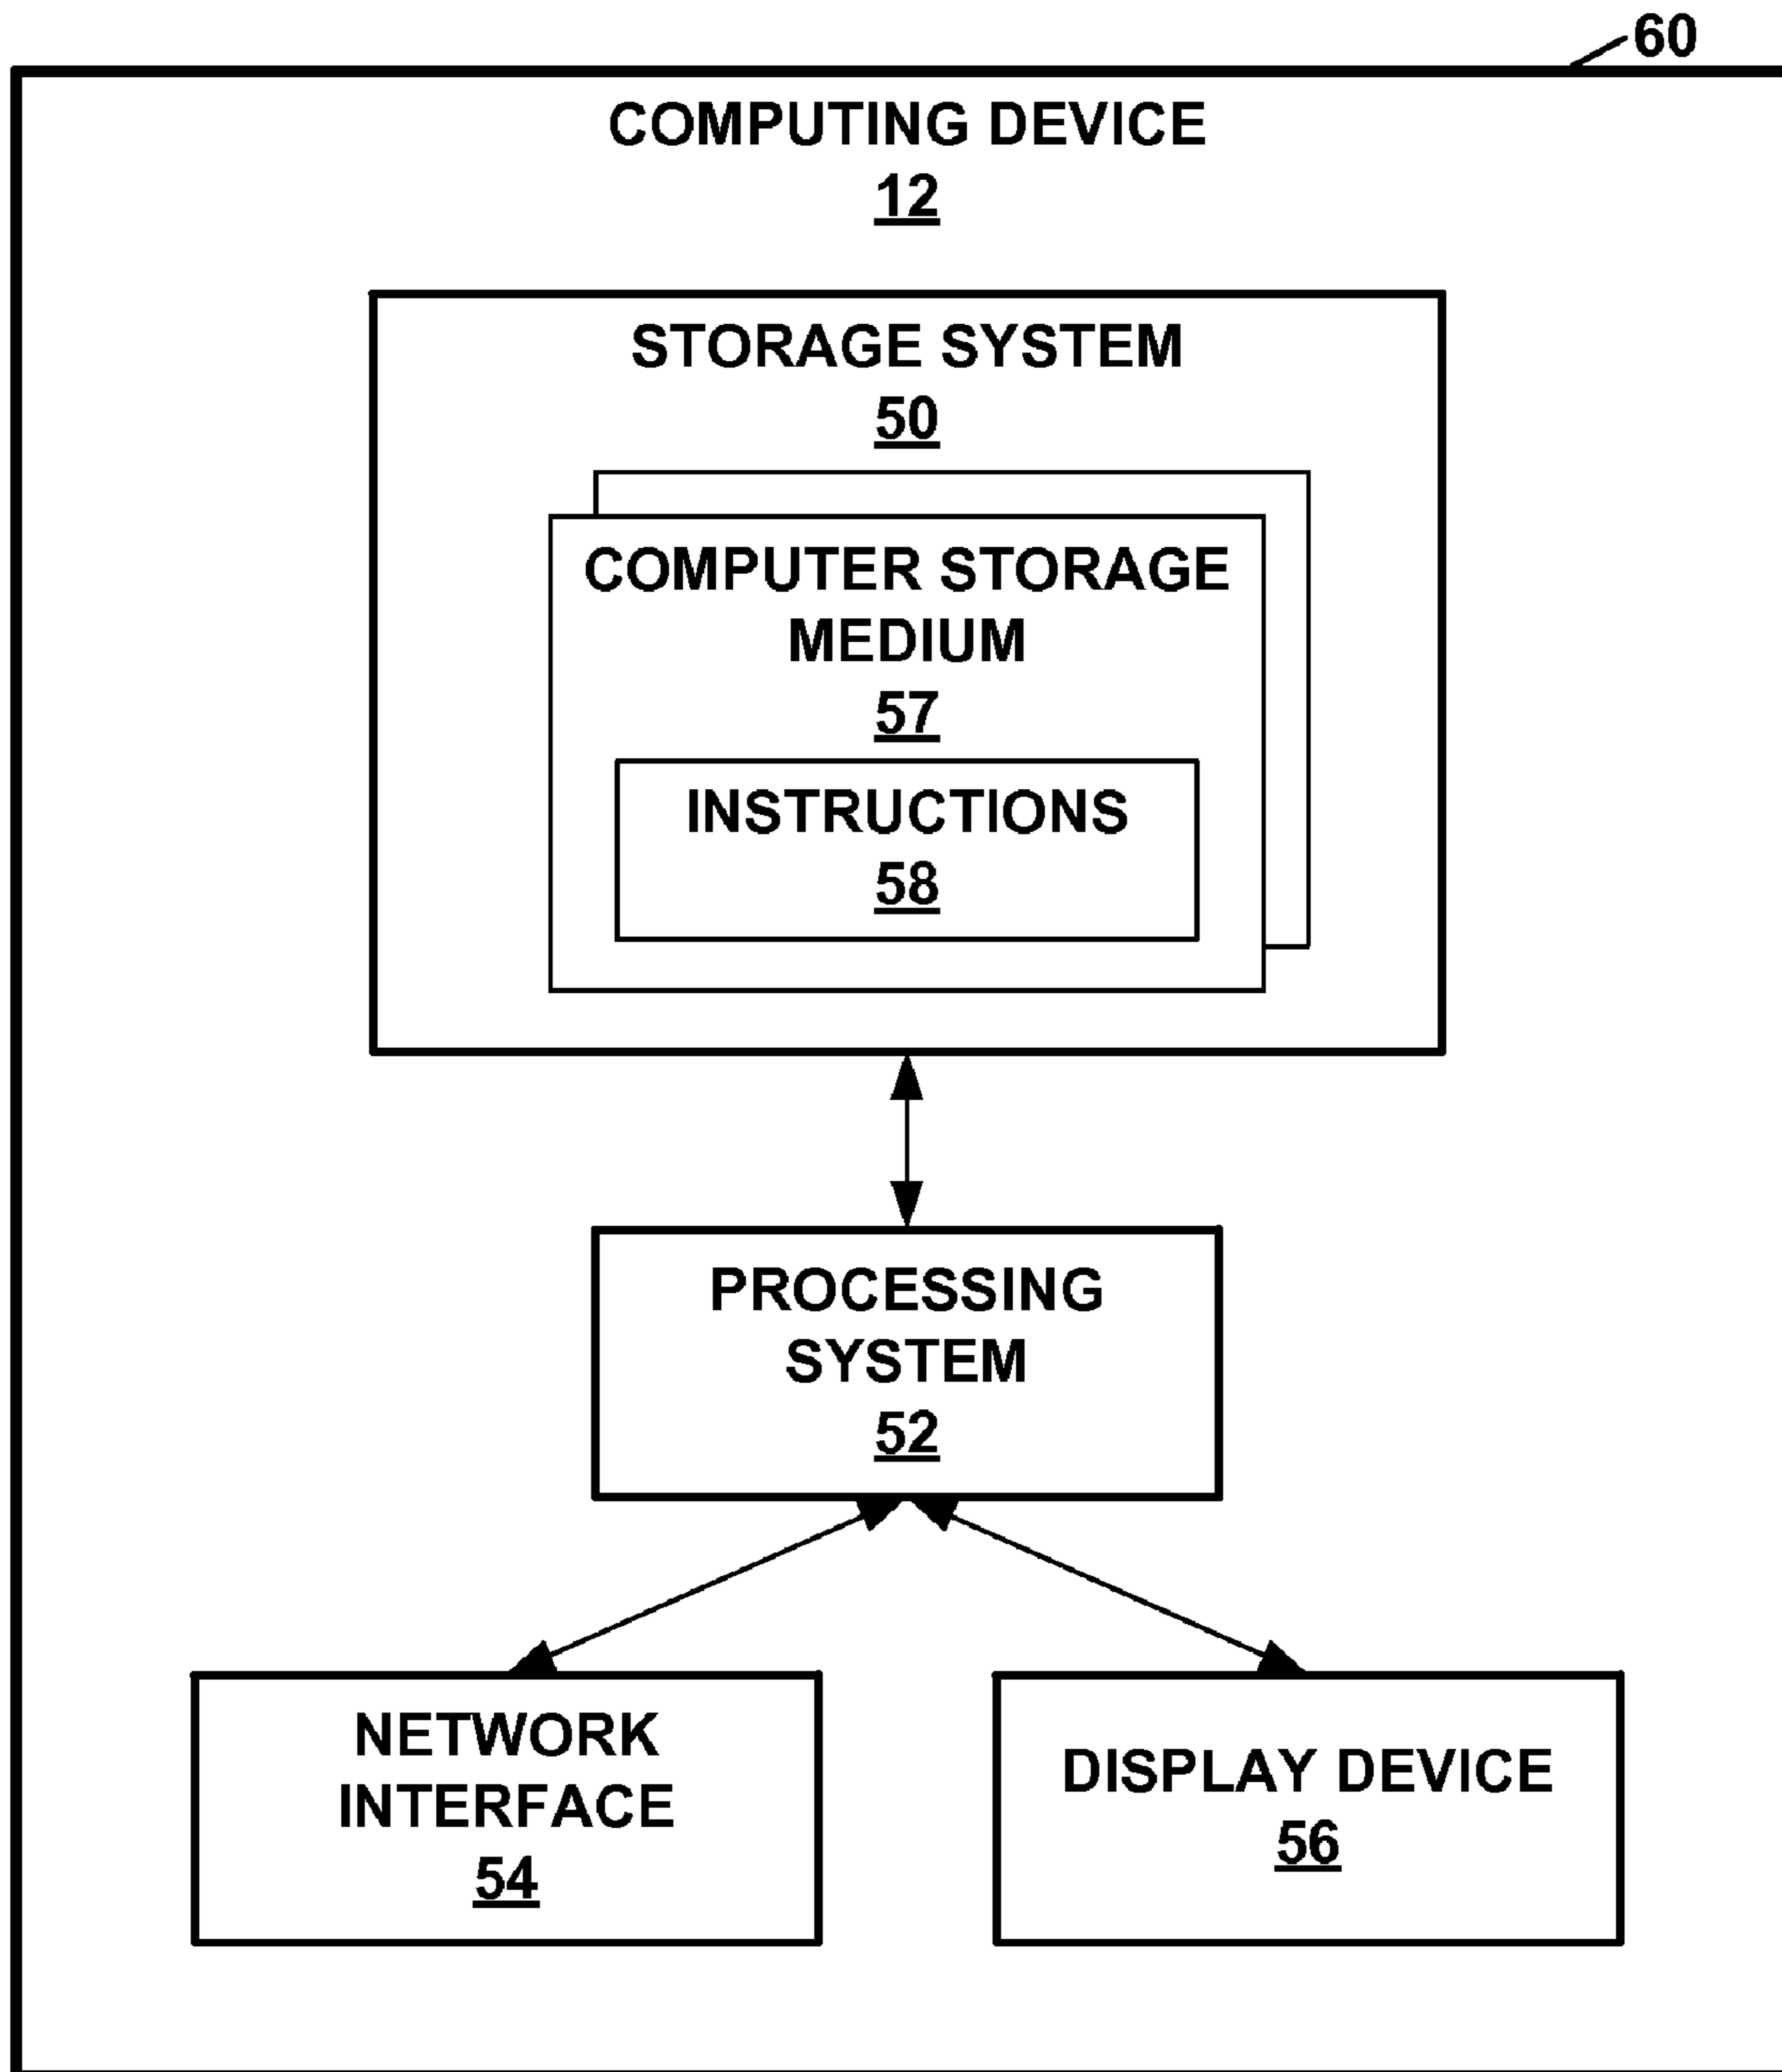 60
COMPUTING DEVICE
12
STORAGE SYSTEM
50
COMPUTER STORAGE
MEDIUM
57
INSTRUCTIONS
58
PROCESSING
SYSTEM
52
NETWORK
INTERFACE
54
DISPLAY DEVICE
56